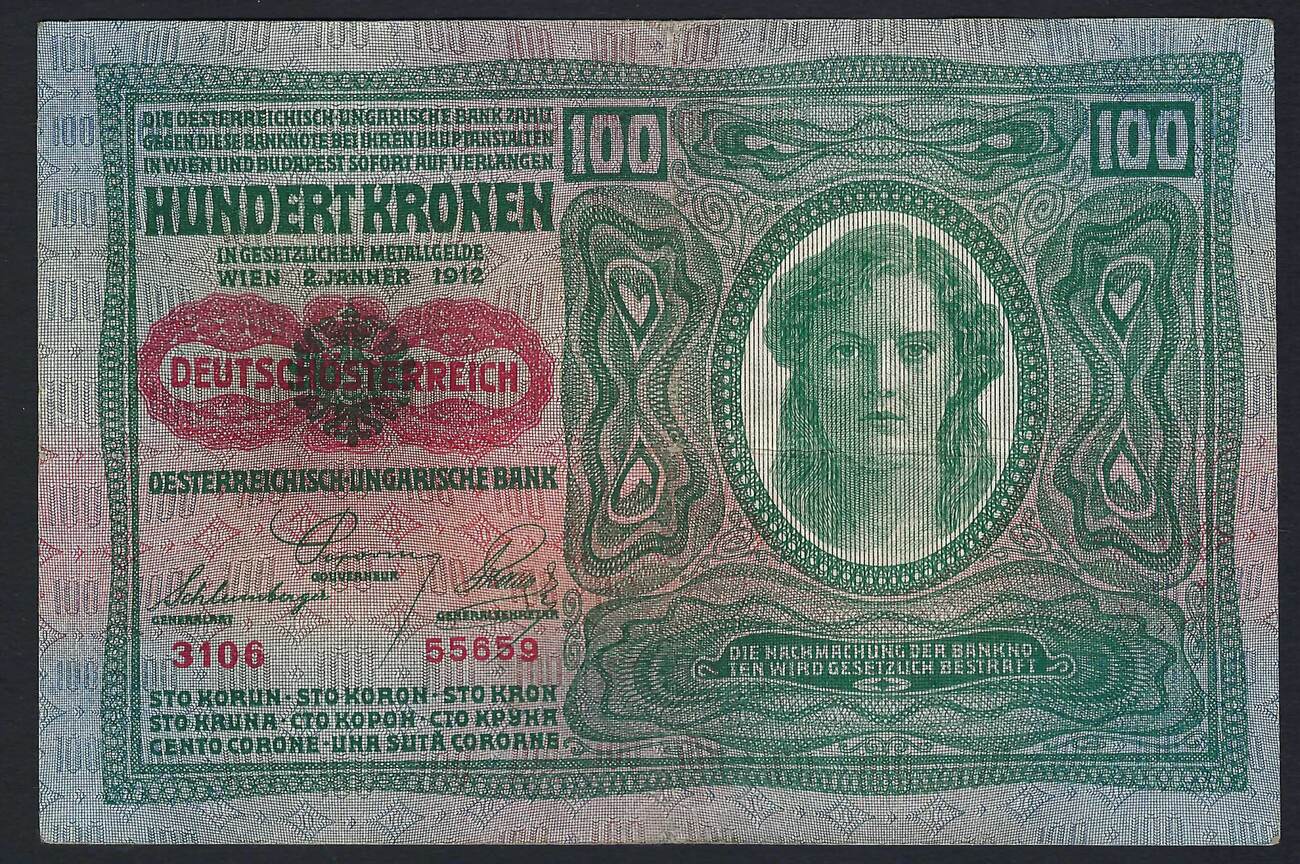 DIE OESTERREICHISCH-UNGARISCHE BANK ZAHLT
GEGEN DIESE BANKNOTE BEI IHREN HAUPTANSTALTEN
IN WIEN UND BUDAPEST SOFORT AUF VERLANGEN
HUNDERT KRONEN
IN GESETZLICHEM METALLGELDE
WIEN 2. JÄNNER 1912
DEUTSCHÖSTERREICH
OESTERREICHISCH-UNGARISCHE BANK
GOUVERNEUR
Schlumberger
GENERALRAT
GENERALSEKRETÄR
3106 55659
STO KORUN · STO KORON · STO KRON
STO KRUNA · СТО КОРОН · СТО КРУНА
CENTO CORONE · UNA SUTĂ COROANE.
100
100
DIE NACHMACHUNG DER BANKNO-
TEN WIRD GESETZLICH BESTRAFT